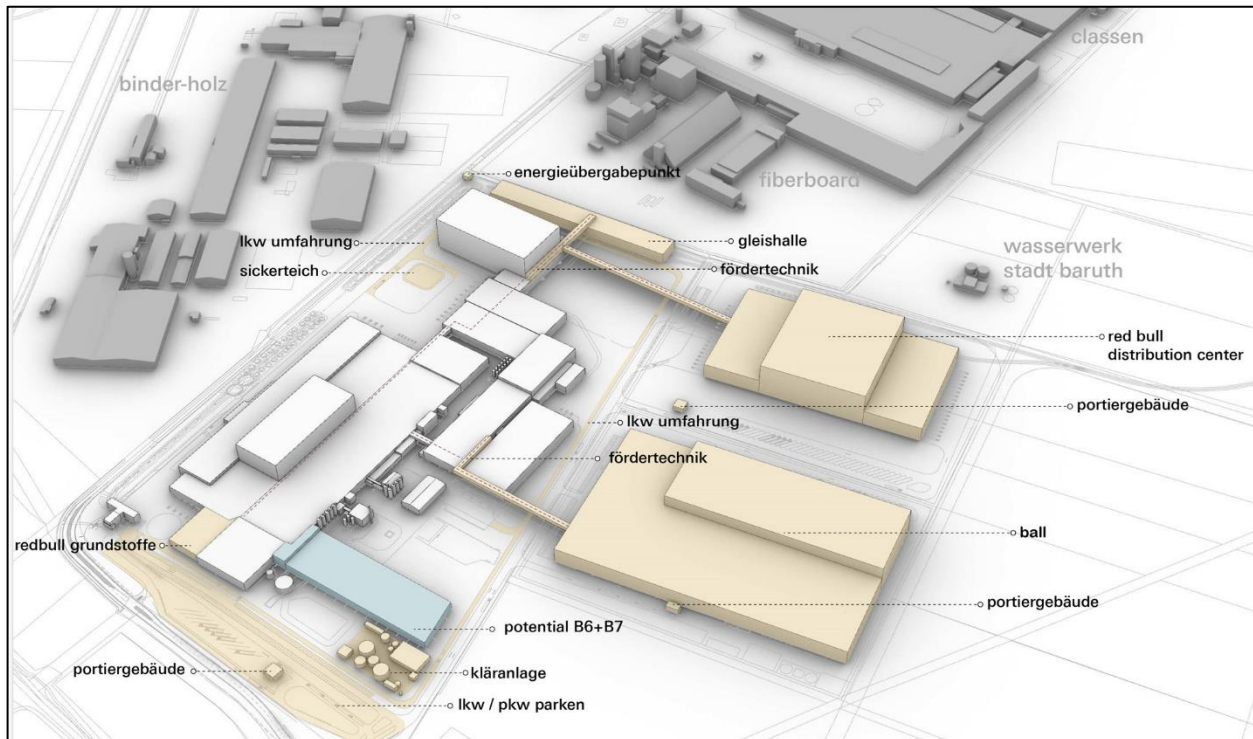 classen
binder-holz
energieübergabepunkt
fiberboard
lkw umfahrung
gleishalle
wasserwerk
stadt baruth
sickerteich
fördertechnik
red bull
distribution center
portiergebäude
lkw umfahrung
fördertechnik
ball
redbull grundstoffe
portiergebäude
potential B6+B7
portiergebäude
kläranlage
lkw / pkw parken